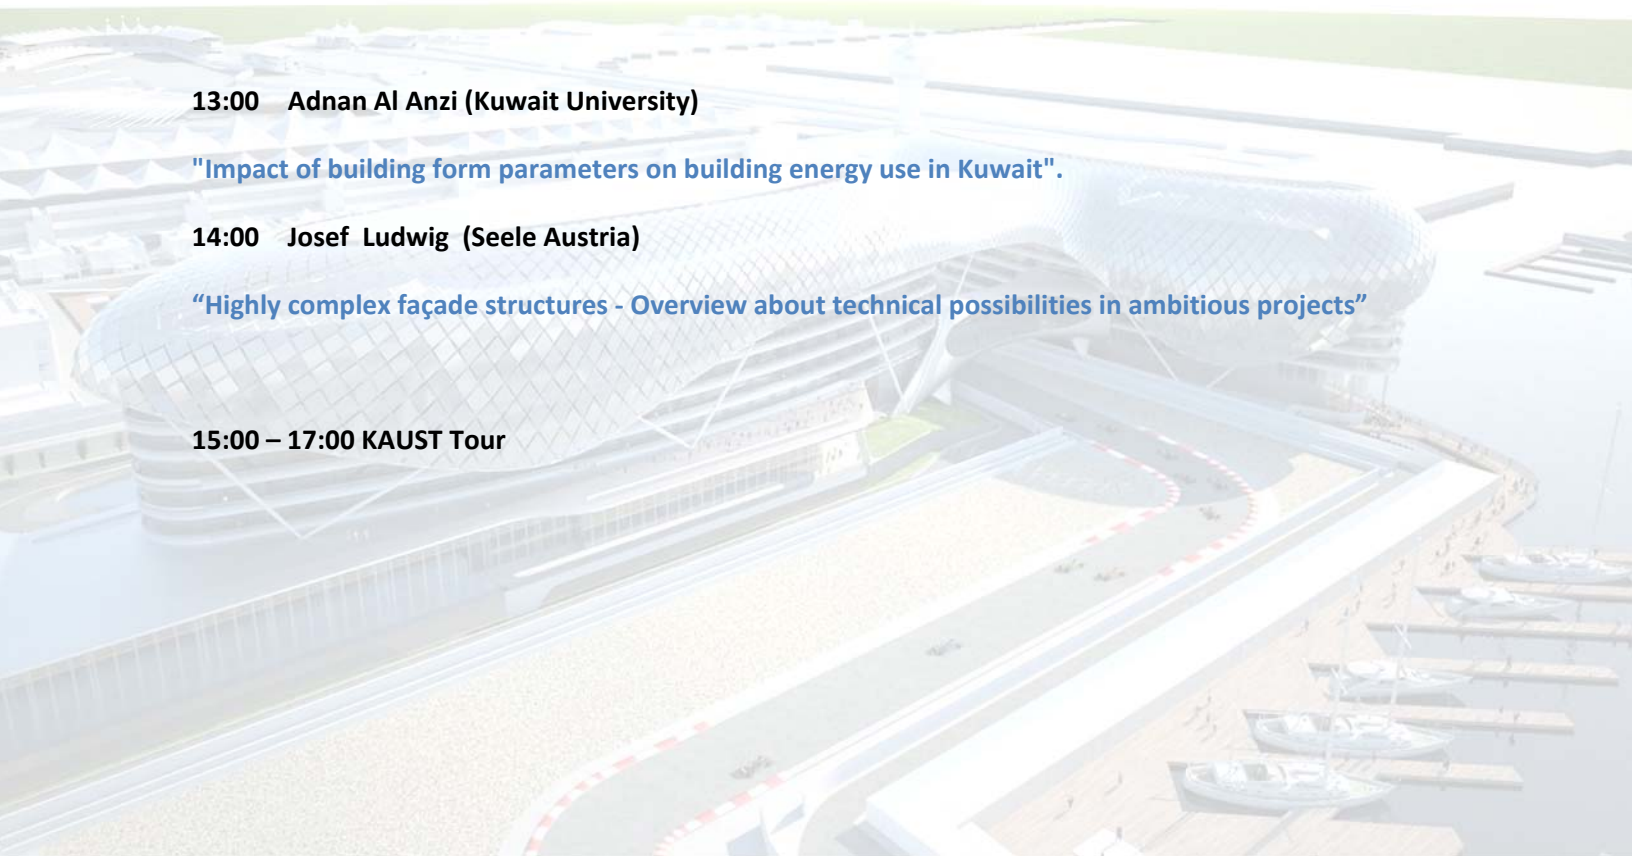 13:00 Adnan Al Anzi (Kuwait University)
"Impact of building form parameters on building energy use in Kuwait".
14:00 Josef Ludwig (Seele Austria)
“Highly complex façade structures - Overview about technical possibilities in ambitious projects”
15:00 – 17:00 KAUST Tour